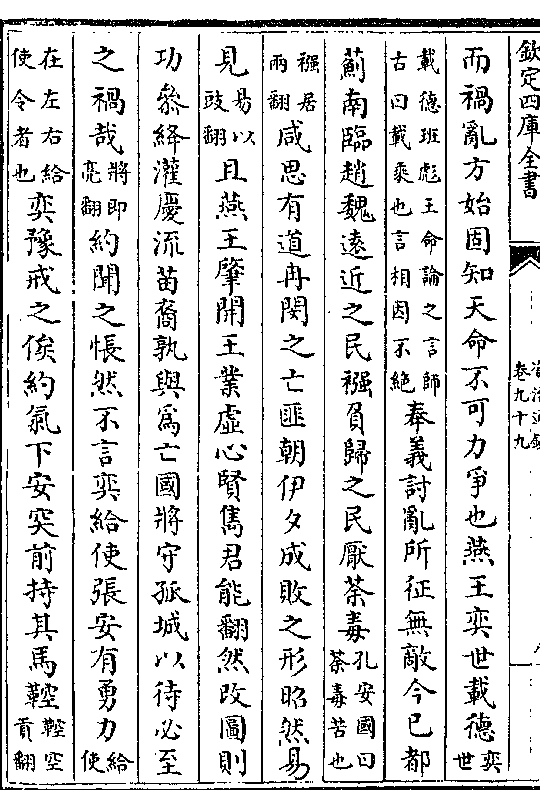 欽定四庫全書
卷九十九
而禍亂方始固知天命不可力爭也燕王奕世載德奕世
載德班彪王命論之言師古曰載乘也言相因不絶奉義討亂所征無敵今已都
薊南臨趙魏遠近之民襁負歸之民厭荼毒孔安國曰荼毒苦也
襁居兩翻咸思有道冉閔之亡匪朝伊夕成敗之形昭然易
見易以豉翻且燕王肇開王業虛心賢雋君能翻然改圖則
功參絳灌慶流苗裔孰與爲亡國將守孤城以待必至
之禍哉將即亮翻約聞之悵然不言奕給使張安有勇力給使
在左右給使令者也奕豫戒之俟約氣下安突前持其馬鞚鞚空貢翻